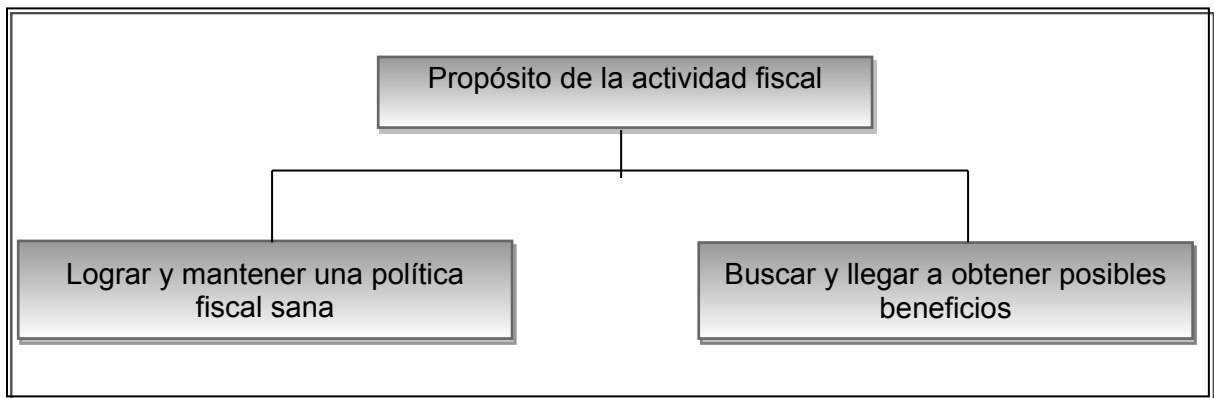 Propósito de la actividad fiscal
Lograr y mantener una política
fiscal sana
Buscar y llegar a obtener posibles
beneficios